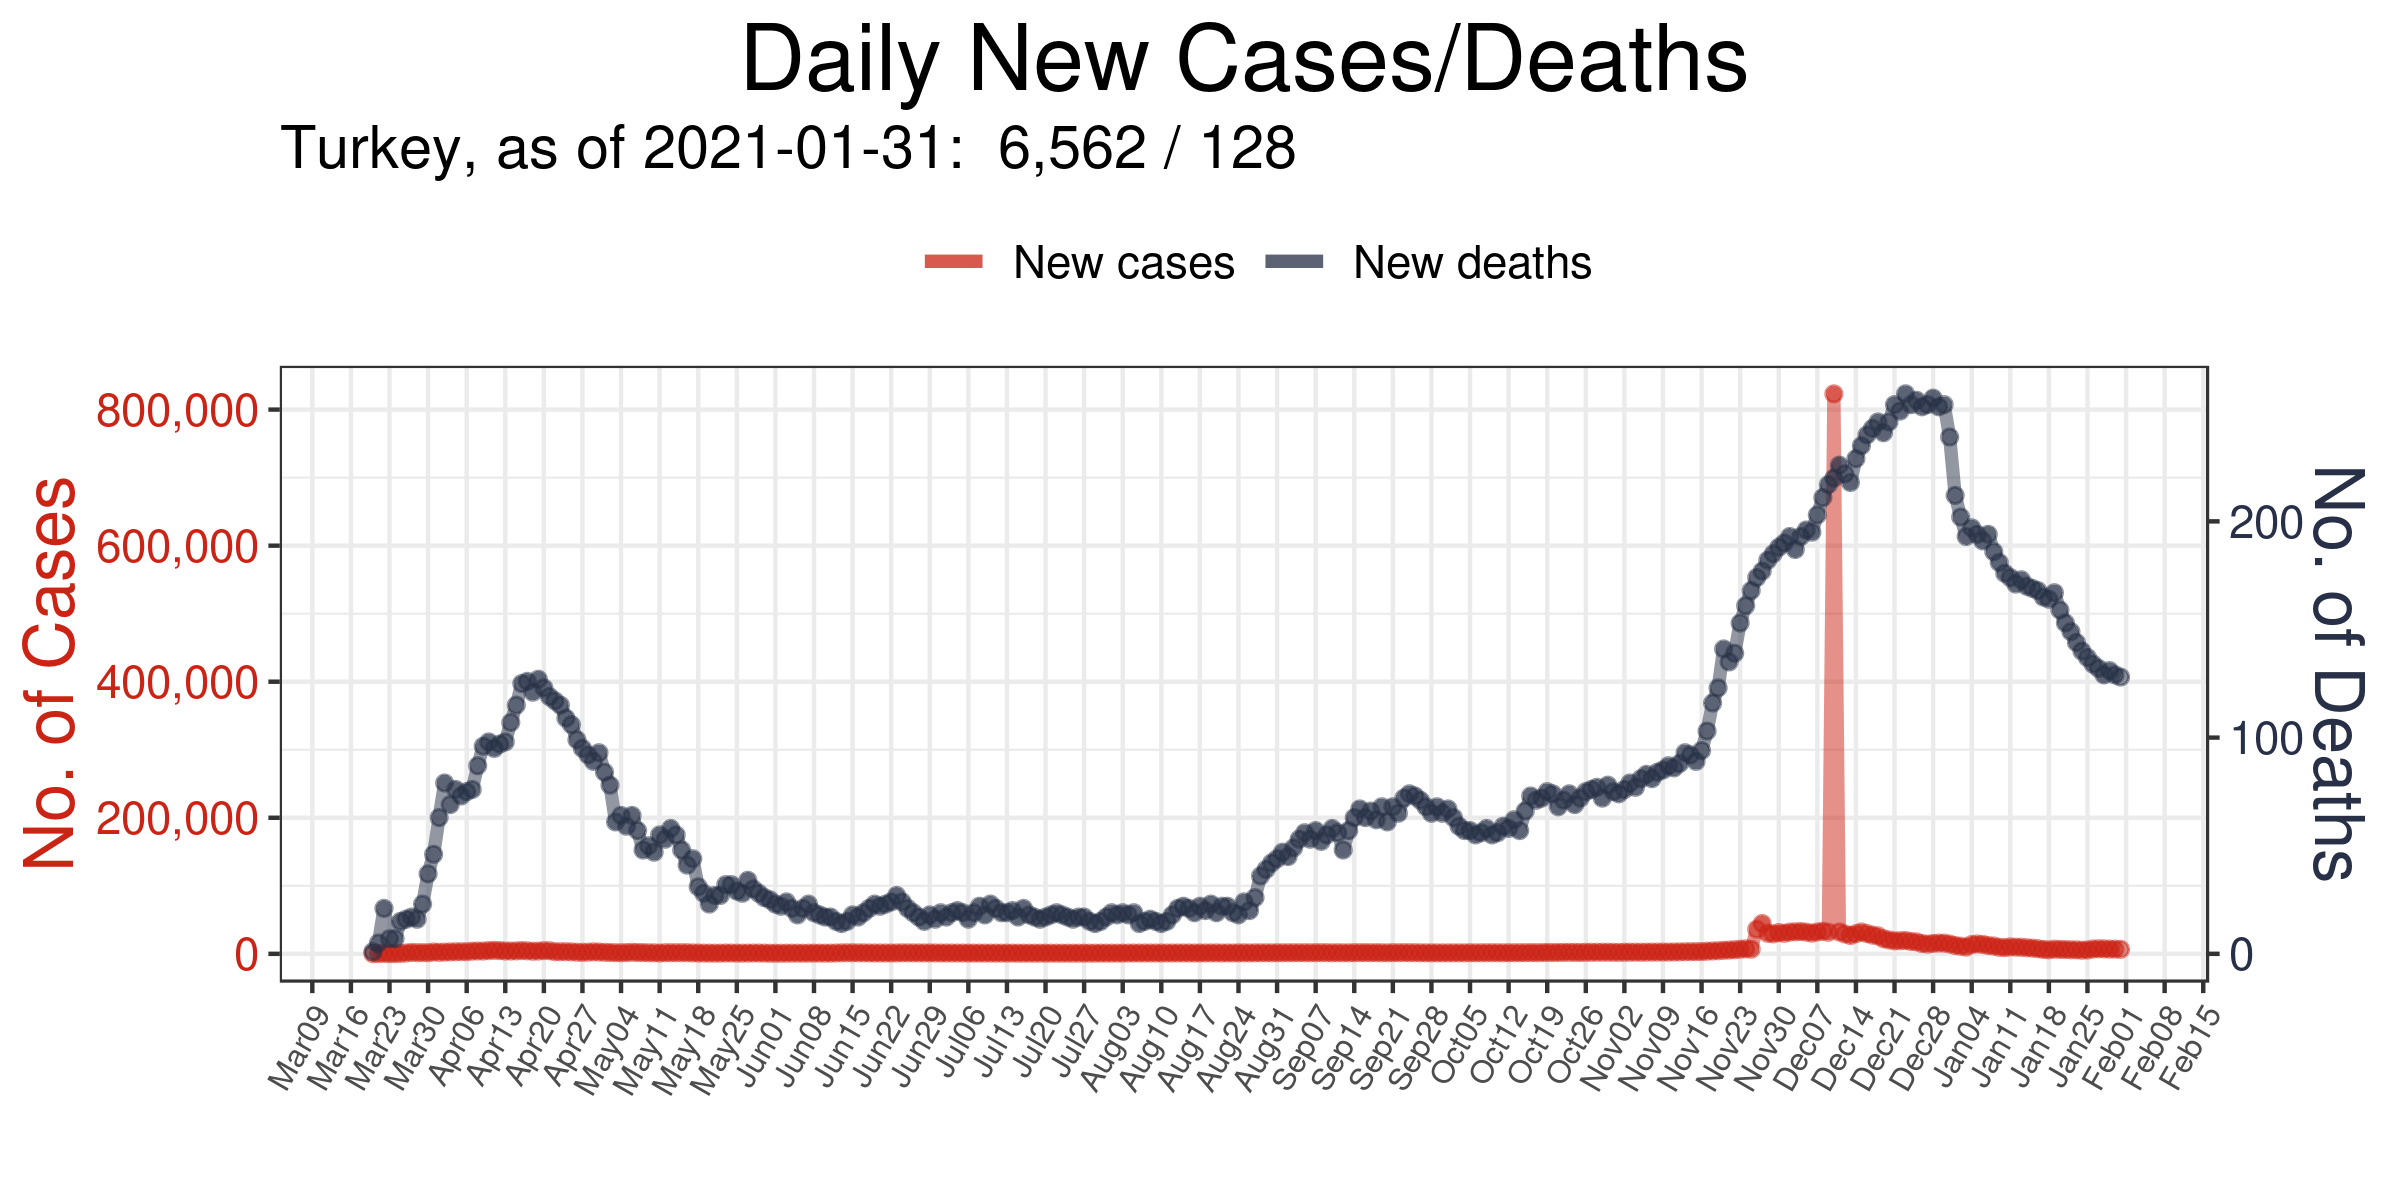 Daily New Cases/Deaths
Turkey, as of 2021-01-31:  6,562 / 128
New cases
New deaths
No. of Cases
800,000
600,000
400,000
200,000
0
200
100
0
No. of Deaths
Mar09
Mar16
Mar23
Mar30
Apr06
Apr13
Apr20
Apr27
May04
May11
May18
May25
Jun01
Jun08
Jun15
Jun22
Jun29
Jul06
Jul13
Jul20
Jul27
Aug03
Aug10
Aug17
Aug24
Aug31
Sep07
Sep14
Sep21
Sep28
Oct05
Oct12
Oct19
Oct26
Nov02
Nov09
Nov16
Nov23
Nov30
Dec07
Dec14
Dec21
Dec28
Jan04
Jan11
Jan18
Jan25
Feb01
Feb08
Feb15